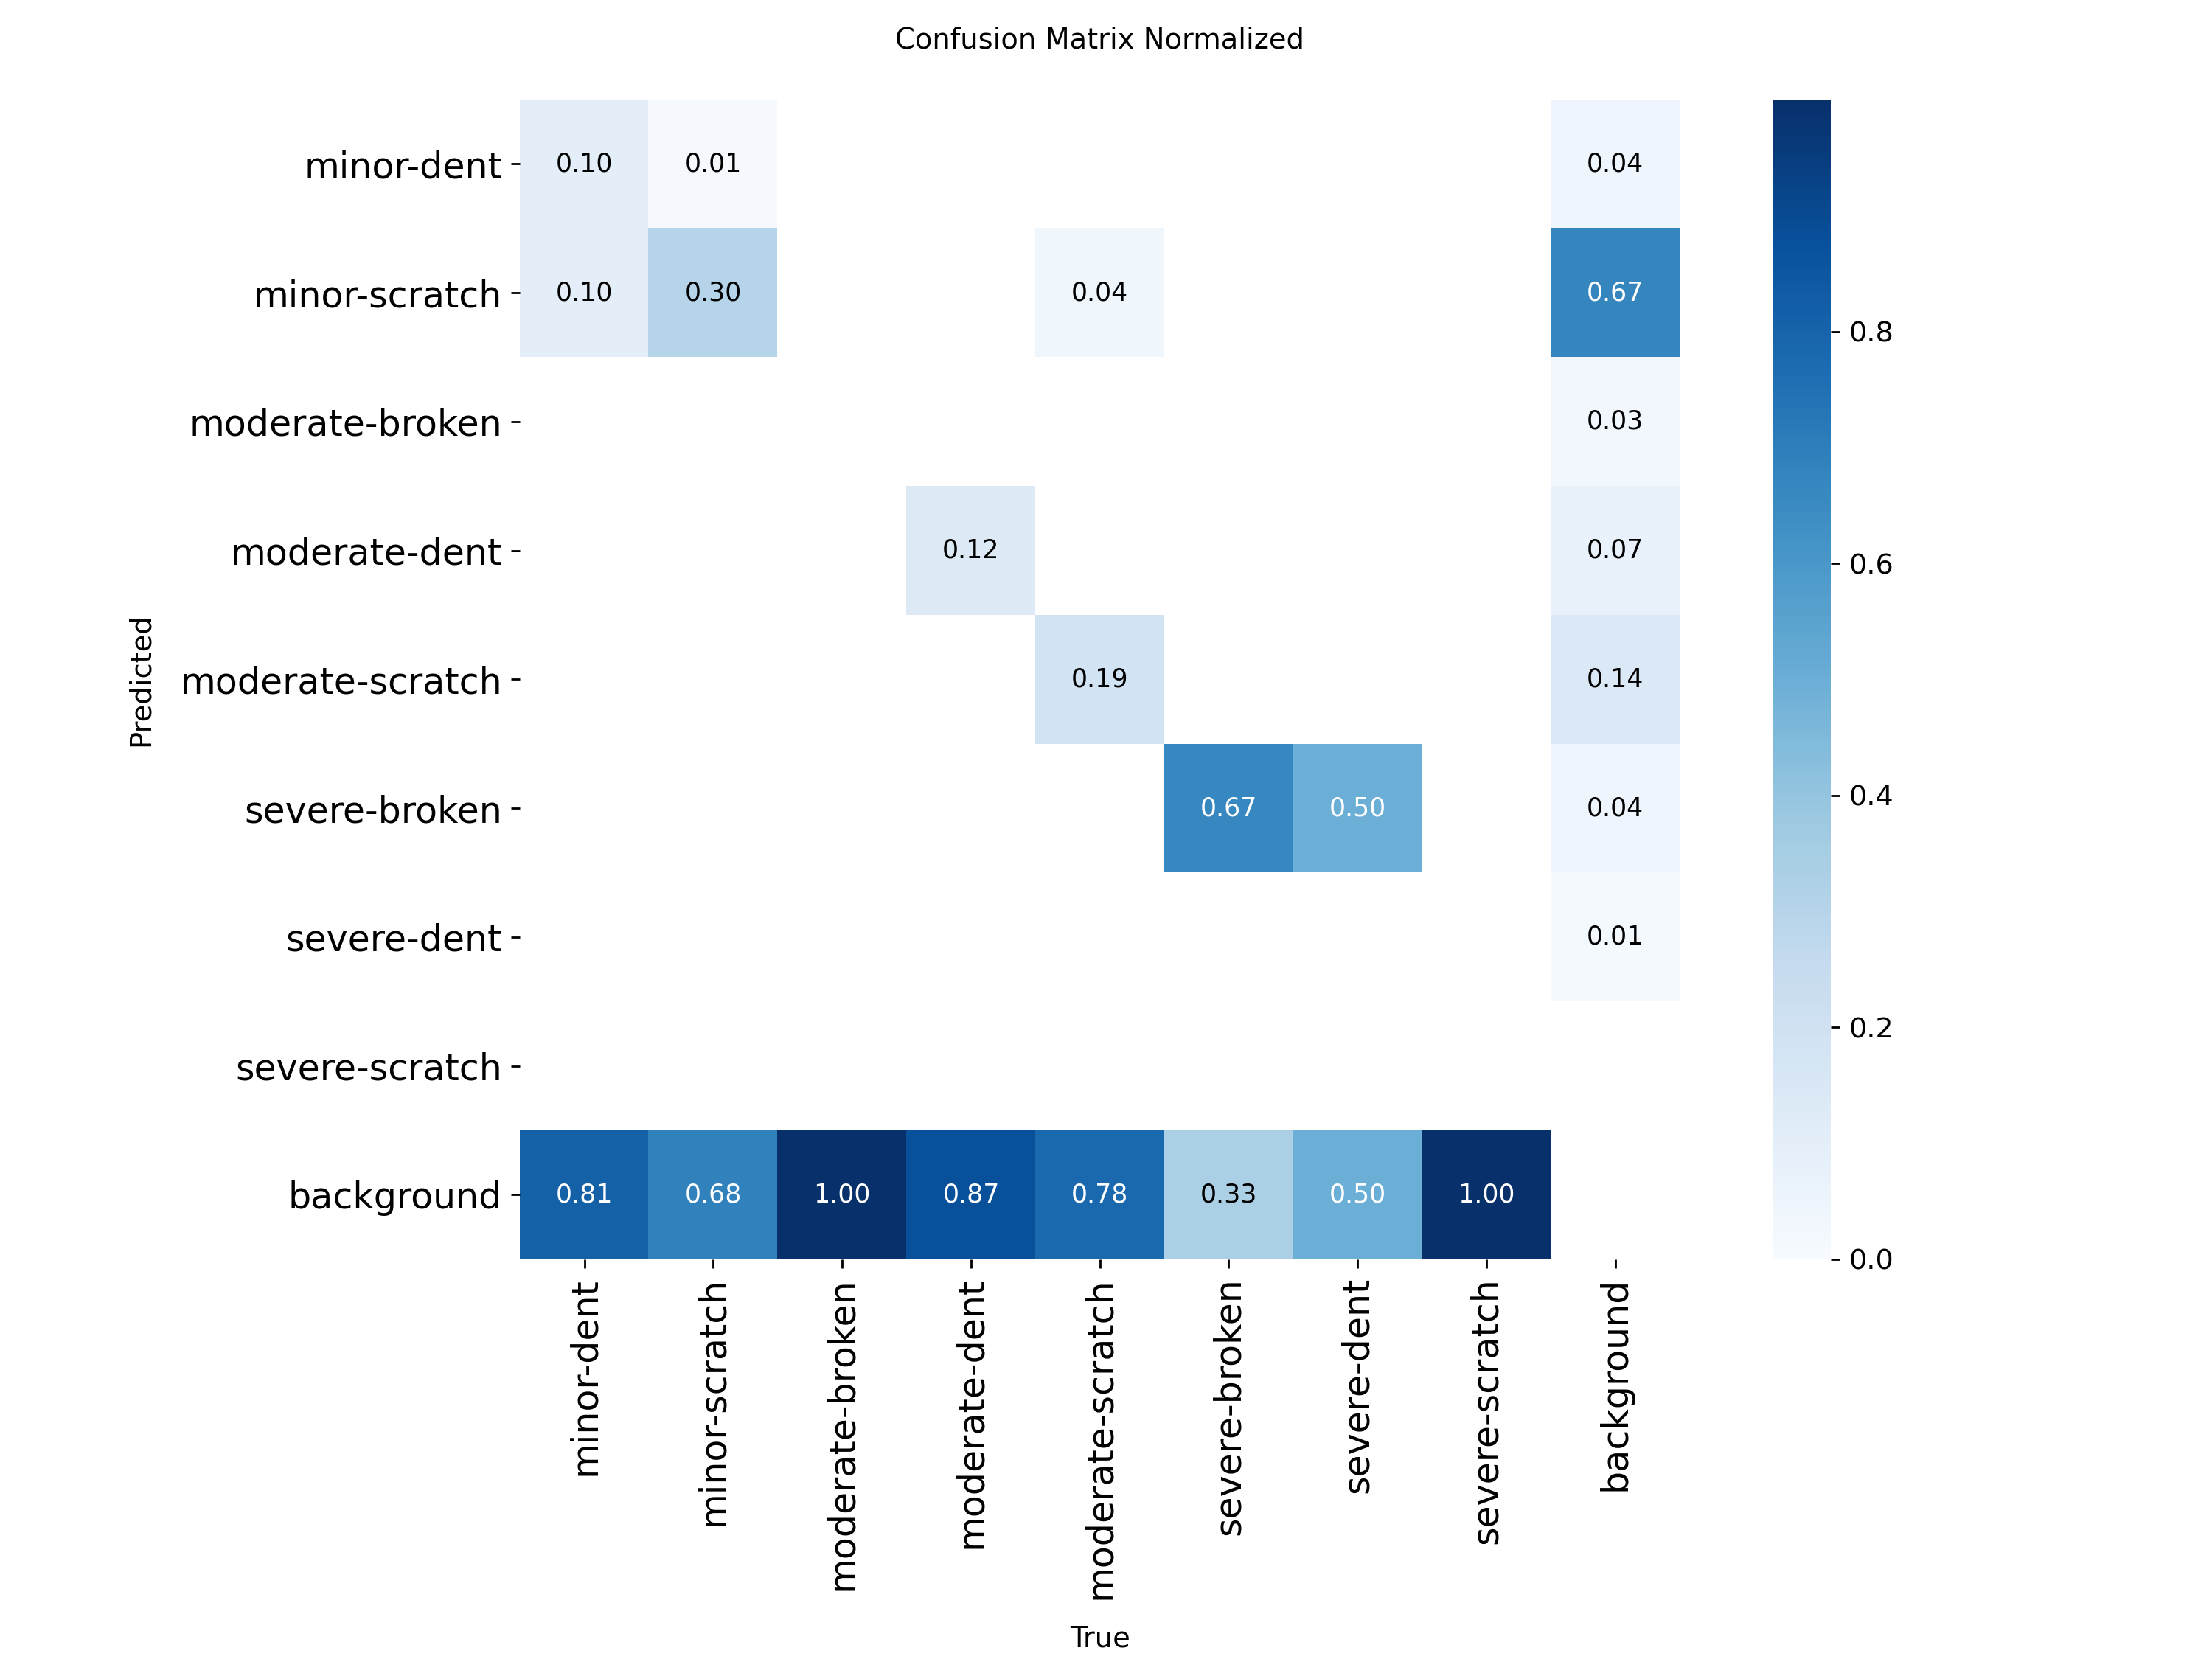 Confusion Matrix Normalized
Predicted
minor-dent 0.10 0.01 0.04
minor-scratch 0.10 0.30 0.04 0.67
moderate-broken 0.03
moderate-dent 0.12 0.07
moderate-scratch 0.19 0.14
severe-broken 0.67 0.50 0.04
severe-dent 0.01
severe-scratch
background 0.81 0.68 1.00 0.87 0.78 0.33 0.50 1.00
minor-dent
minor-scratch
moderate-broken
moderate-dent
moderate-scratch
severe-broken
severe-dent
severe-scratch
background
True
0.8
0.6
0.4
0.2
0.0